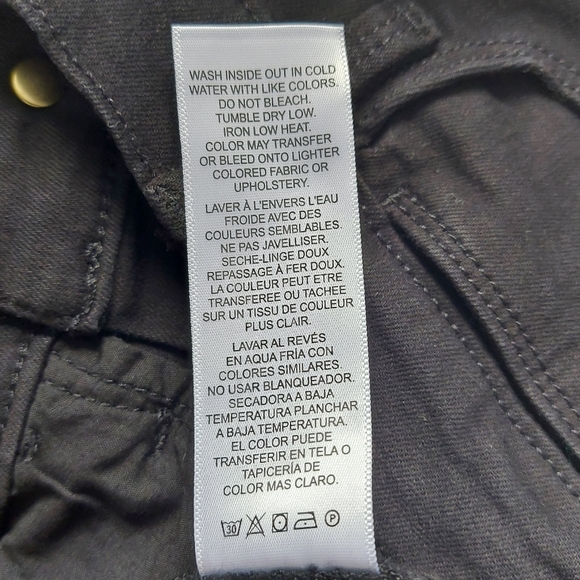 WASH INSIDE OUT IN COLD
WATER WITH LIKE COLORS.
DO NOT BLEACH.
TUMBLE DRY LOW.
IRON LOW HEAT.
COLOR MAY TRANSFER
OR BLEED ONTO LIGHTER
COLORED FABRIC OR
UPHOLSTERY.
LAVER À L'ENVERS L'EAU
FROIDE AVEC DES
COULEURS SEMBLABLES.
NE PAS JAVELLISER.
SECHE-LINGE DOUX
REPASSAGE À FER DOUX.
LA COULEUR PEUT ÊTRE
TRANSFEREE OU TACHEE
SUR UN TISSU DE COULEUR
PLUS CLAIR.
LAVAR AL REVÉS
EN AQUA FRÍA CON
COLORES SIMILARES.
NO USAR BLANQUEADOR.
SECADORA A BAJA
TEMPERATURA PLANCHAR
A BAJA TEMPERATURA.
EL COLOR PUEDE
TRANSFERIR EN TELA O
TAPICERÍA DE
COLOR MAS CLARO.
30 P